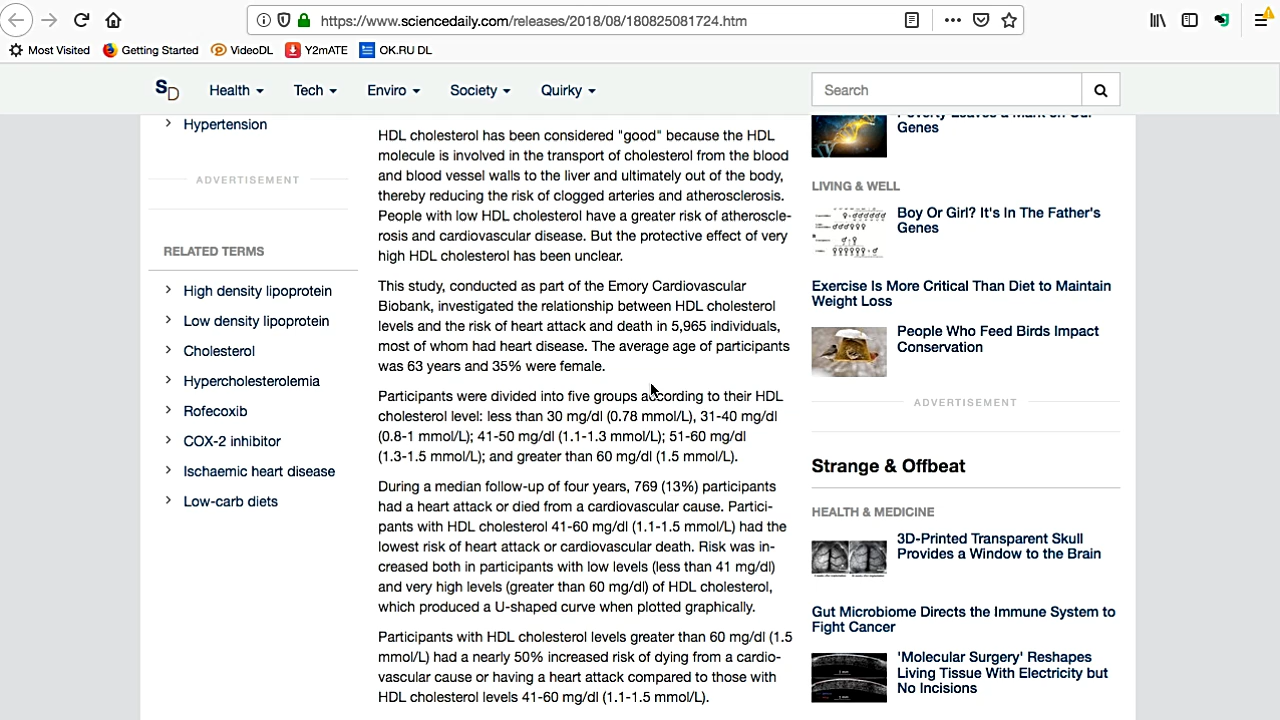 https://www.sciencedaily.com/releases/2018/08/180825081724.htm
Most Visited
Getting Started
VideoDL
Y2mATE
OK.RU DL
SD
Health
Tech
Enviro
Society
Quirky
Search
Hypertension
ADVERTISEMENT
RELATED TERMS
High density lipoprotein
Low density lipoprotein
Cholesterol
Hypercholesterolemia
Rofecoxib
COX-2 inhibitor
Ischaemic heart disease
Low-carb diets
HDL cholesterol has been considered "good" because the HDL
molecule is involved in the transport of cholesterol from the blood
and blood vessel walls to the liver and ultimately out of the body,
thereby reducing the risk of clogged arteries and atherosclerosis.
People with low HDL cholesterol have a greater risk of atheroscle-
rosis and cardiovascular disease. But the protective effect of very
high HDL cholesterol has been unclear.
This study, conducted as part of the Emory Cardiovascular
Biobank, investigated the relationship between HDL cholesterol
levels and the risk of heart attack and death in 5,965 individuals,
most of whom had heart disease. The average age of participants
was 63 years and 35% were female.
Participants were divided into five groups according to their HDL
cholesterol level: less than 30 mg/dl (0.78 mmol/L), 31-40 mg/dl
(0.8-1 mmol/L); 41-50 mg/dl (1.1-1.3 mmol/L); 51-60 mg/dl
(1.3-1.5 mmol/L); and greater than 60 mg/dl (1.5 mmol/L).
During a median follow-up of four years, 769 (13%) participants
had a heart attack or died from a cardiovascular cause. Partici-
pants with HDL cholesterol 41-60 mg/dl (1.1-1.5 mmol/L) had the
lowest risk of heart attack or cardiovascular death. Risk was in-
creased both in participants with low levels (less than 41 mg/dl)
and very high levels (greater than 60 mg/dl) of HDL cholesterol,
which produced a U-shaped curve when plotted graphically.
Participants with HDL cholesterol levels greater than 60 mg/dl (1.5
mmol/L) had a nearly 50% increased risk of dying from a cardio-
vascular cause or having a heart attack compared to those with
HDL cholesterol levels 41-60 mg/dl (1.1-1.5 mmol/L).
Poverty Leaves a Mark on Our
Genes
LIVING & WELL
Boy Or Girl? It's In The Father's
Genes
Exercise Is More Critical Than Diet to Maintain
Weight Loss
People Who Feed Birds Impact
Conservation
ADVERTISEMENT
Strange & Offbeat
HEALTH & MEDICINE
3D-Printed Transparent Skull
Provides a Window to the Brain
Gut Microbiome Directs the Immune System to
Fight Cancer
'Molecular Surgery' Reshapes
Living Tissue With Electricity but
No Incisions